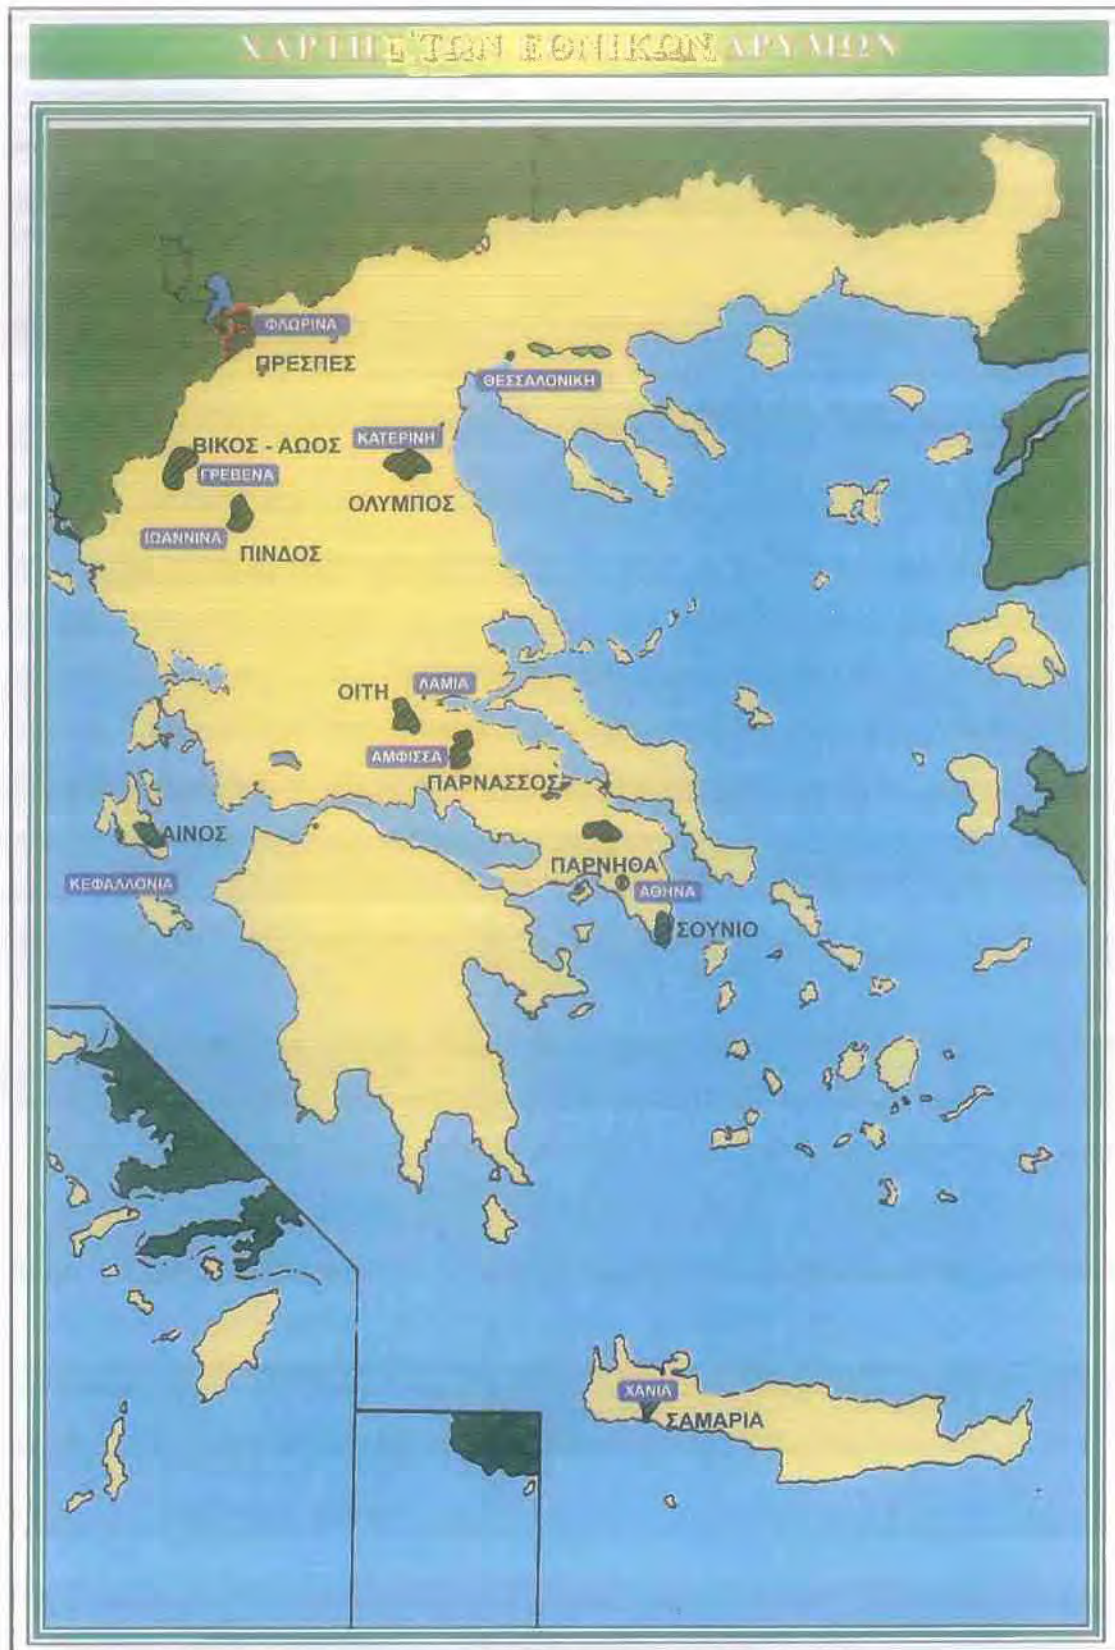 ΧΑΡΤΗΣ ΤΩΝ ΕΘΝΙΚΩΝ ΔΡΥΜΩΝ
ΦΛΩΡΙΝΑ
ΠΡΕΣΠΕΣ
ΘΕΣΣΑΛΟΝΙΚΗ
ΒΙΚΟΣ - ΑΩΟΣ
ΚΑΤΕΡΙΝΗ
ΓΡΕΒΕΝΑ
ΟΛΥΜΠΟΣ
ΙΩΑΝΝΙΝΑ
ΠΙΝΔΟΣ
ΟΙΤΗ
ΛΑΜΙΑ
ΑΜΦΙΣΣΑ
ΠΑΡΝΑΣΣΟΣ
ΑΙΝΟΣ
ΠΑΡΝΗΘΑ
ΚΕΦΑΛΛΟΝΙΑ
ΑΘΗΝΑ
ΣΟΥΝΙΟ
ΧΑΝΙΑ
ΣΑΜΑΡΙΑ